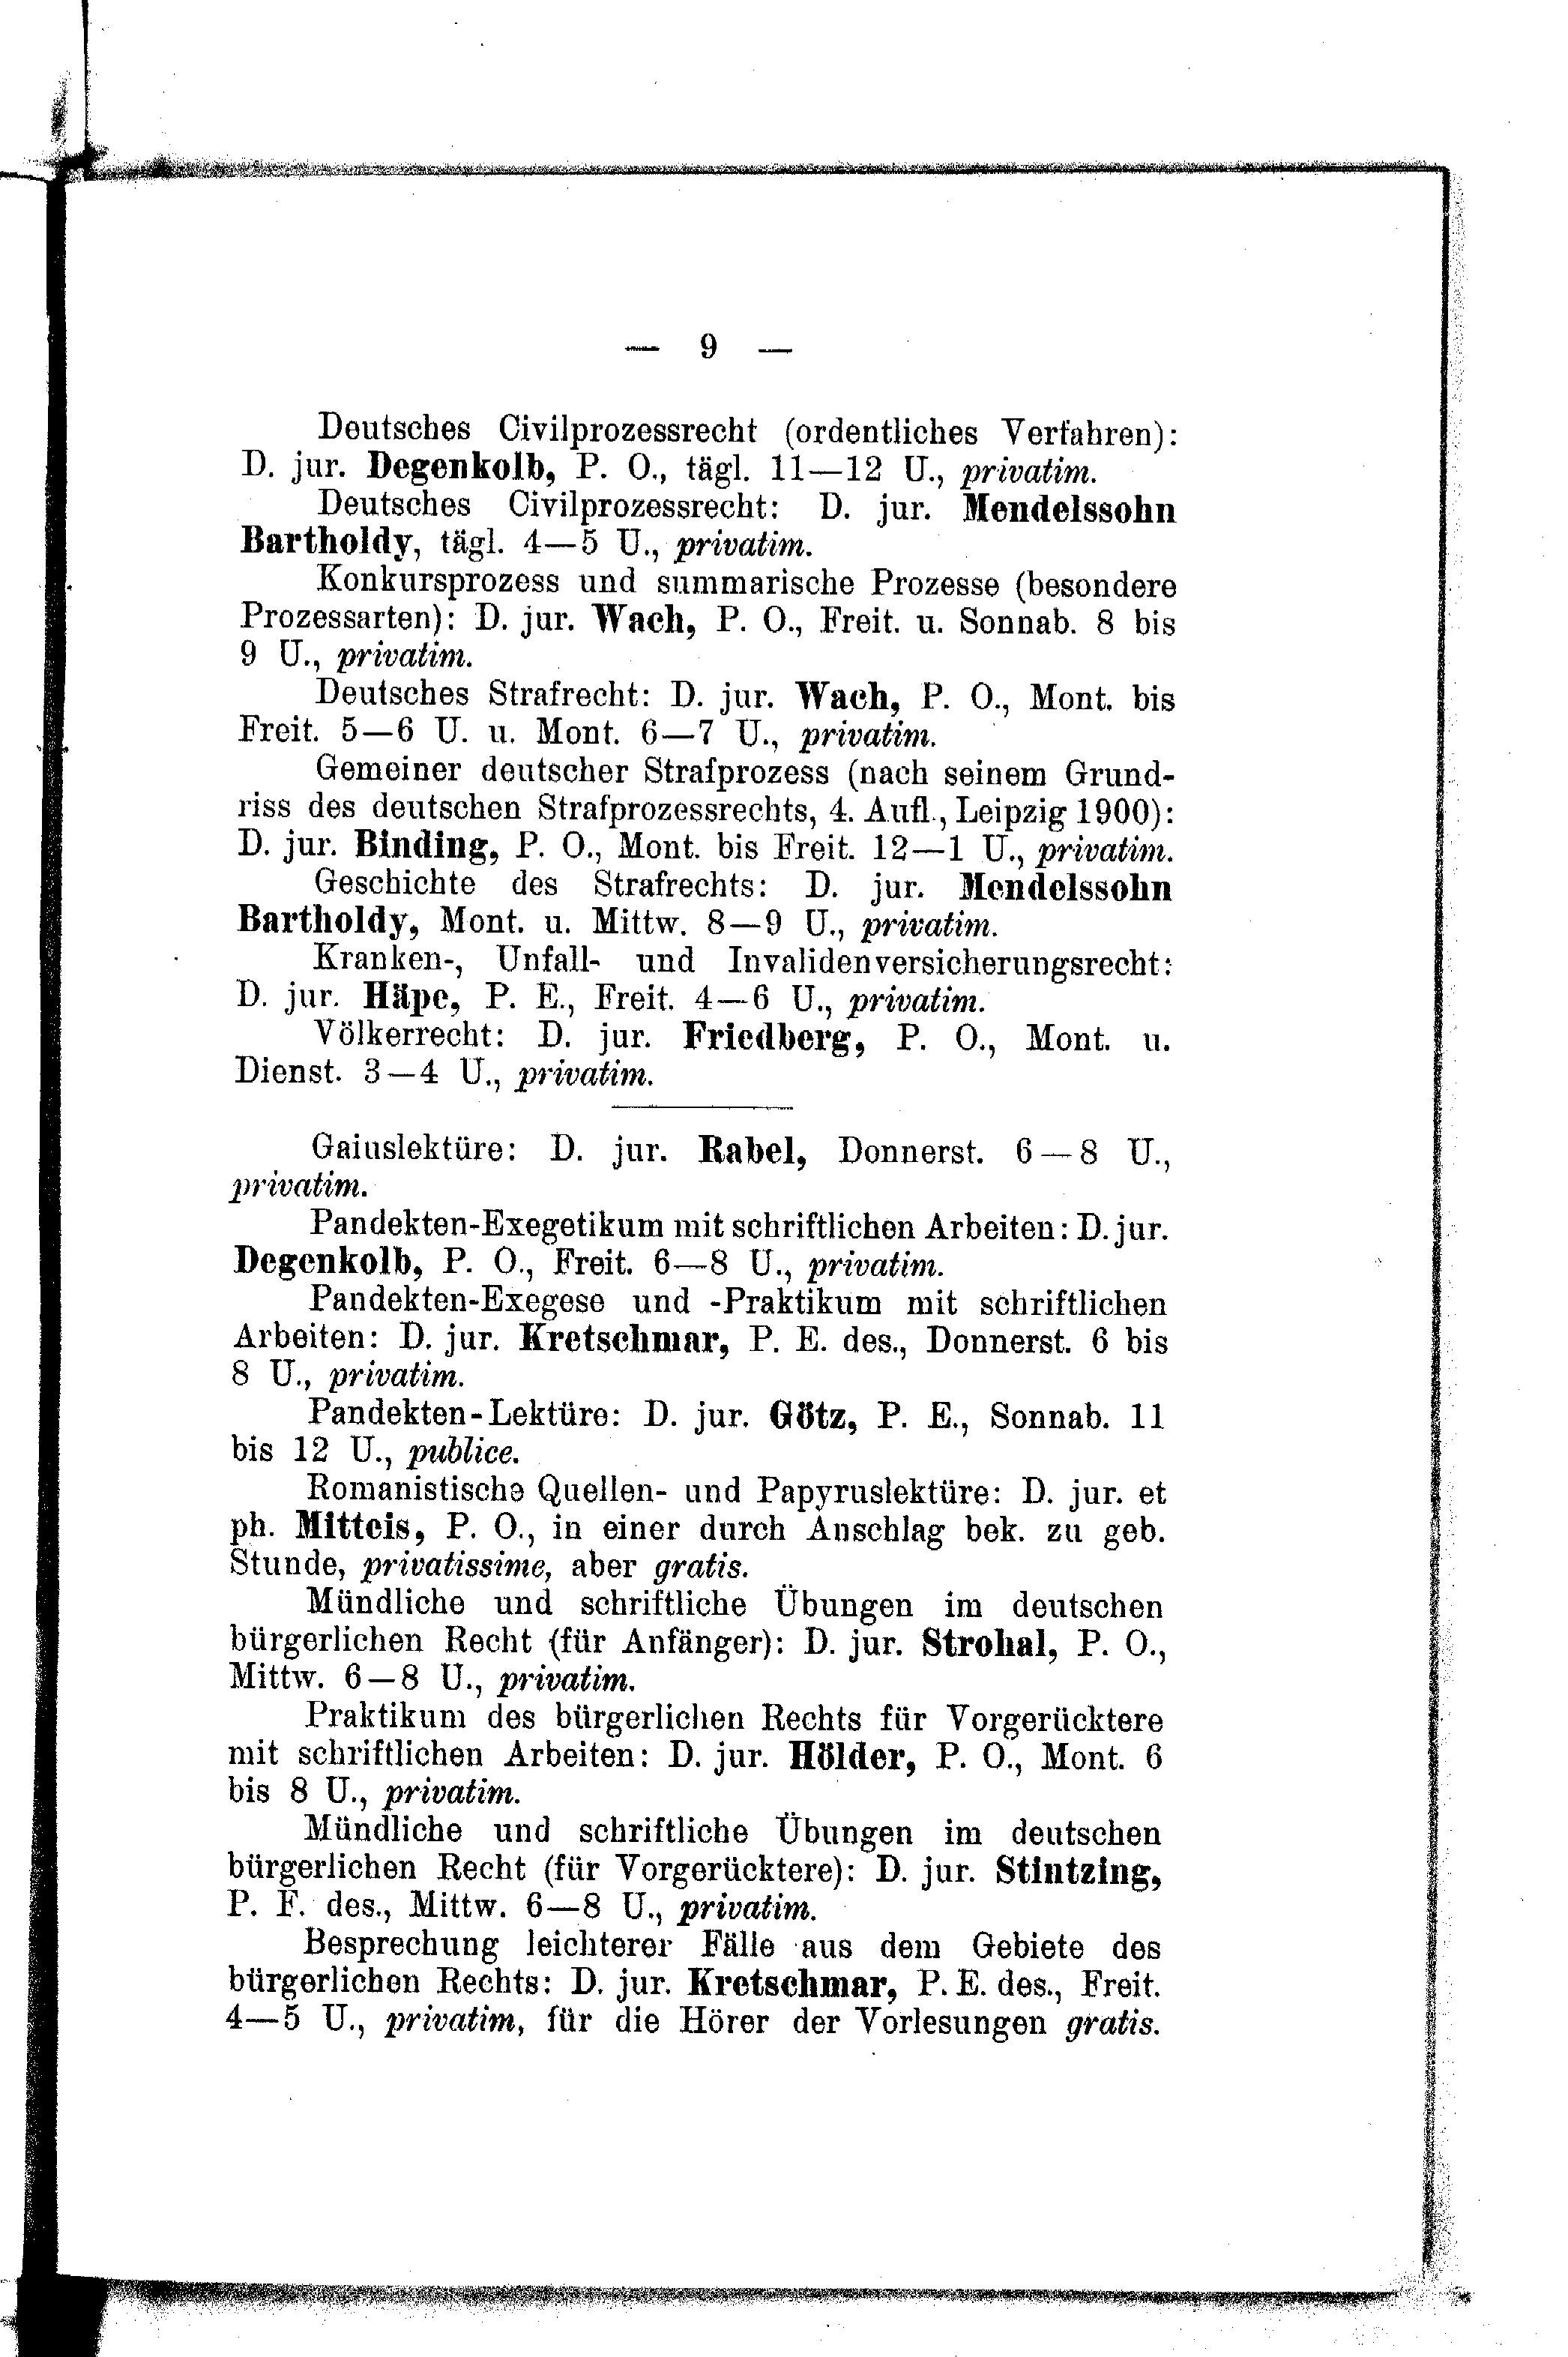 — 9 —
Deutsches Civilprozessrecht (ordentliches Verfahren):
D. jur. Degenkolb, P. O., tägl. 11—12 U., privatim.
Deutsches Civilprozessrecht: D. jur. Mendelssohn
Bartholdy, tägl. 4—5 U., privatim.
Konkursprozess und summarische Prozesse (besondere
Prozessarten): D. jur. Wach, P. O., Freit. u. Sonnab. 8 bis
9 U., privatim.
Deutsches Strafrecht: D. jur. Wach, P. O., Mont. bis
Freit. 5—6 U. u. Mont. 6—7 U., privatim.
Gemeiner deutscher Strafprozess (nach seinem Grund-
riss des deutschen Strafprozessrechts, 4. Aufl., Leipzig 1900):
D. jur. Binding, P. O., Mont. bis Freit. 12—1 U., privatim.
Geschichte des Strafrechts: D. jur. Mendelssohn
Bartholdy, Mont. u. Mittw. 8—9 U., privatim.
Kranken-, Unfall- und Invalidenversicherungsrecht:
D. jur. Häpe, P. E., Freit. 4—6 U., privatim.
Völkerrecht: D. jur. Friedberg, P. O., Mont. u.
Dienst. 3—4 U., privatim.
Gaiuslektüre: D. jur. Rabel, Donnerst. 6—8 U.,
privatim.
Pandekten-Exegetikum mit schriftlichen Arbeiten: D. jur.
Degenkolb, P. O., Freit. 6—8 U., privatim.
Pandekten-Exegese und -Praktikum mit schriftlichen
Arbeiten: D. jur. Kretschmar, P. E. des., Donnerst. 6 bis
8 U., privatim.
Pandekten-Lektüre: D. jur. Götz, P. E., Sonnab. 11
bis 12 U., publice.
Romanistische Quellen- und Papyruslektüre: D. jur. et
ph. Mitteis, P. O., in einer durch Anschlag bek. zu geb.
Stunde, privatissime, aber gratis.
Mündliche und schriftliche Übungen im deutschen
bürgerlichen Recht (für Anfänger): D. jur. Strohal, P. O.,
Mittw. 6—8 U., privatim.
Praktikum des bürgerlichen Rechts für Vorgerücktere
mit schriftlichen Arbeiten: D. jur. Hölder, P. O., Mont. 6
bis 8 U., privatim.
Mündliche und schriftliche Übungen im deutschen
bürgerlichen Recht (für Vorgerücktere): D. jur. Stintzing,
P. F. des., Mittw. 6—8 U., privatim.
Besprechung leichterer Fälle aus dem Gebiete des
bürgerlichen Rechts: D. jur. Kretschmar, P. E. des., Freit.
4—5 U., privatim, für die Hörer der Vorlesungen gratis.